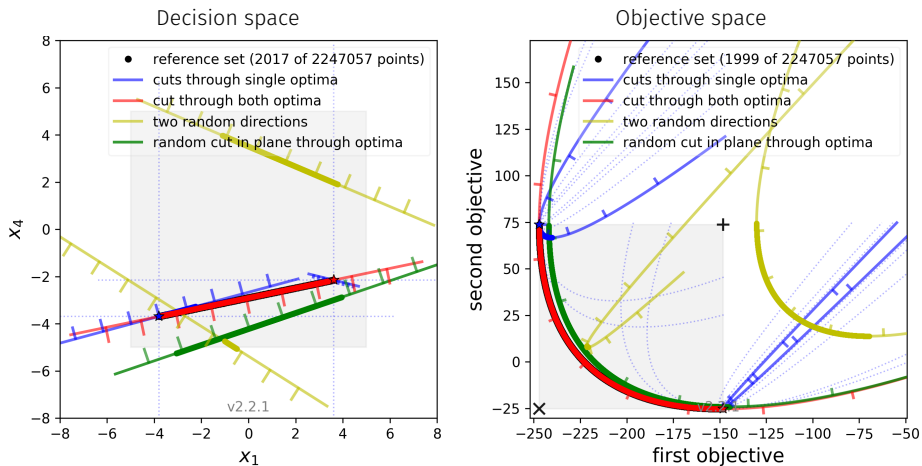 Decision space
8
6
4
2
0
−2
−4
−6
−8
x₄
reference set (2017 of 2247057 points)
cuts through single optima
cut through both optima
two random directions
random cut in plane through optima
v2.2.1
−8
−6
−4
−2
0
2
4
6
8
x₁
Objective space
150
125
100
75
50
25
0
−25
second objective
reference set (1999 of 2247057 points)
cuts through single optima
cut through both optima
two random directions
random cut in plane through optima
v2.2.1
−250
−225
−200
−175
−150
−125
−100
−75
−50
first objective